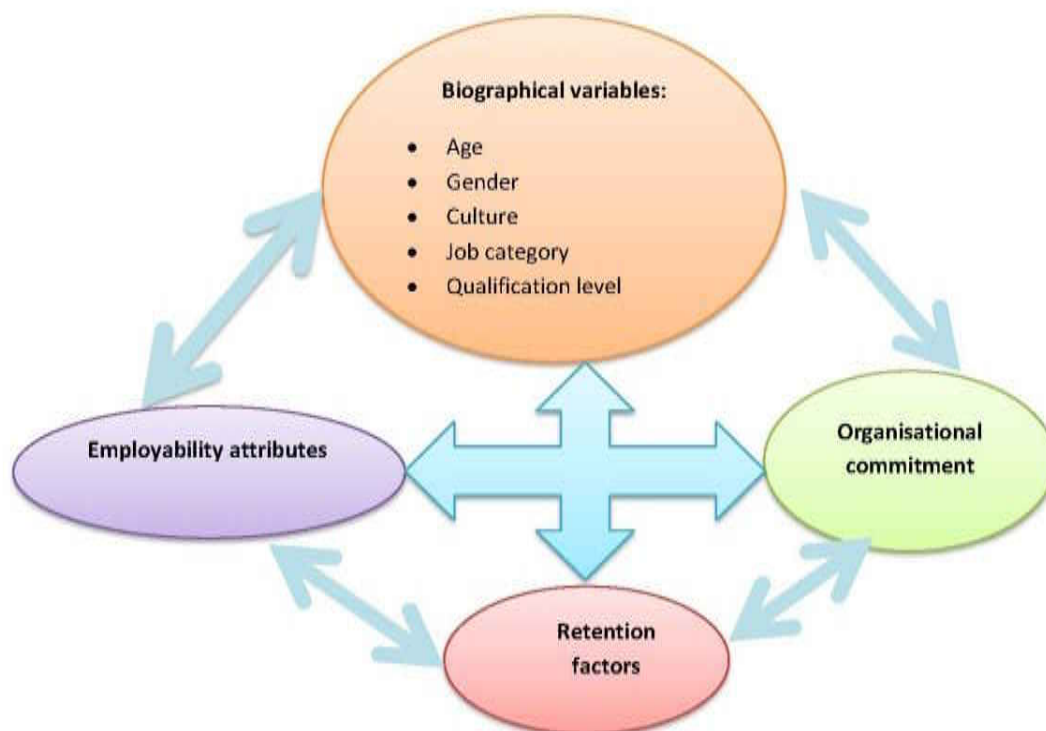 Biographical variables:
• Age
• Gender
• Culture
• Job category
• Qualification level
Employability attributes
Organisational
commitment
Retention
factors